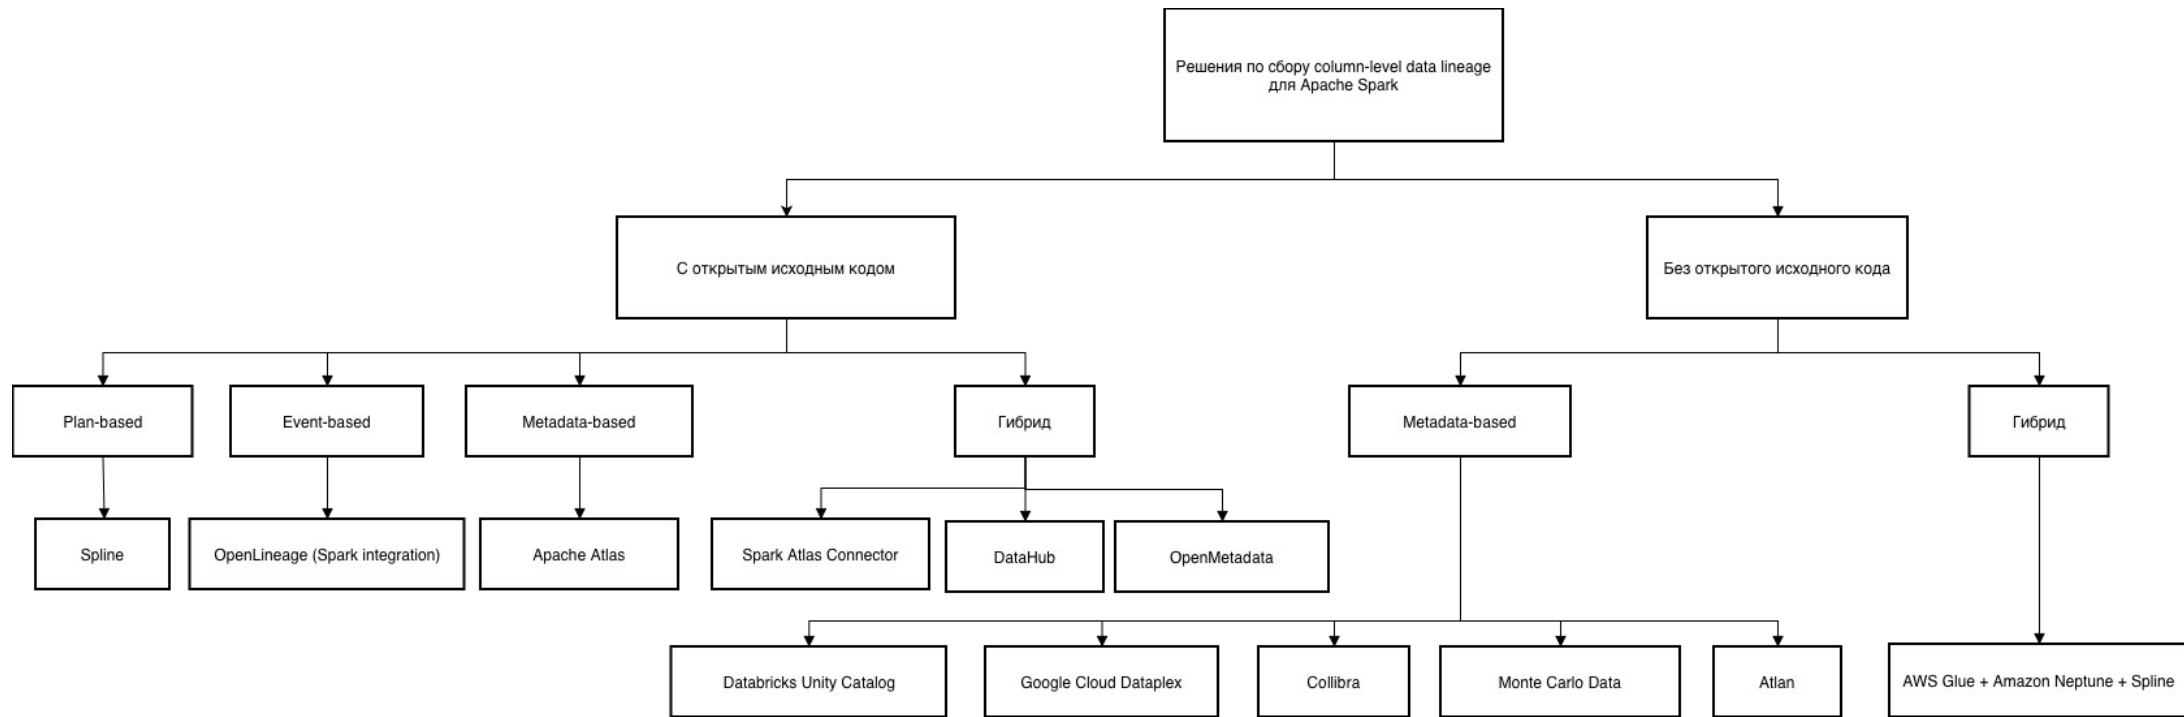 Решения по сбору column-level data lineage
для Apache Spark
С открытым исходным кодом
Без открытого исходного кода
Plan-based
Event-based
Metadata-based
Гибрид
Metadata-based
Гибрид
Spline
OpenLineage (Spark integration)
Apache Atlas
Spark Atlas Connector
DataHub
OpenMetadata
Databricks Unity Catalog
Google Cloud Dataplex
Collibra
Monte Carlo Data
Atlan
AWS Glue + Amazon Neptune + Spline